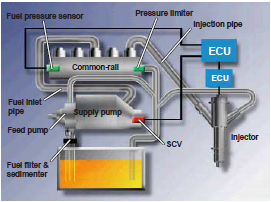 Fuel pressure sensor
Pressure limiter
Injection pipe
ECU
Common-rail
ECU
Fuel inlet
pipe
Supply pump
Feed pump
Injector
SCV
Fuel filter &
sedimenter